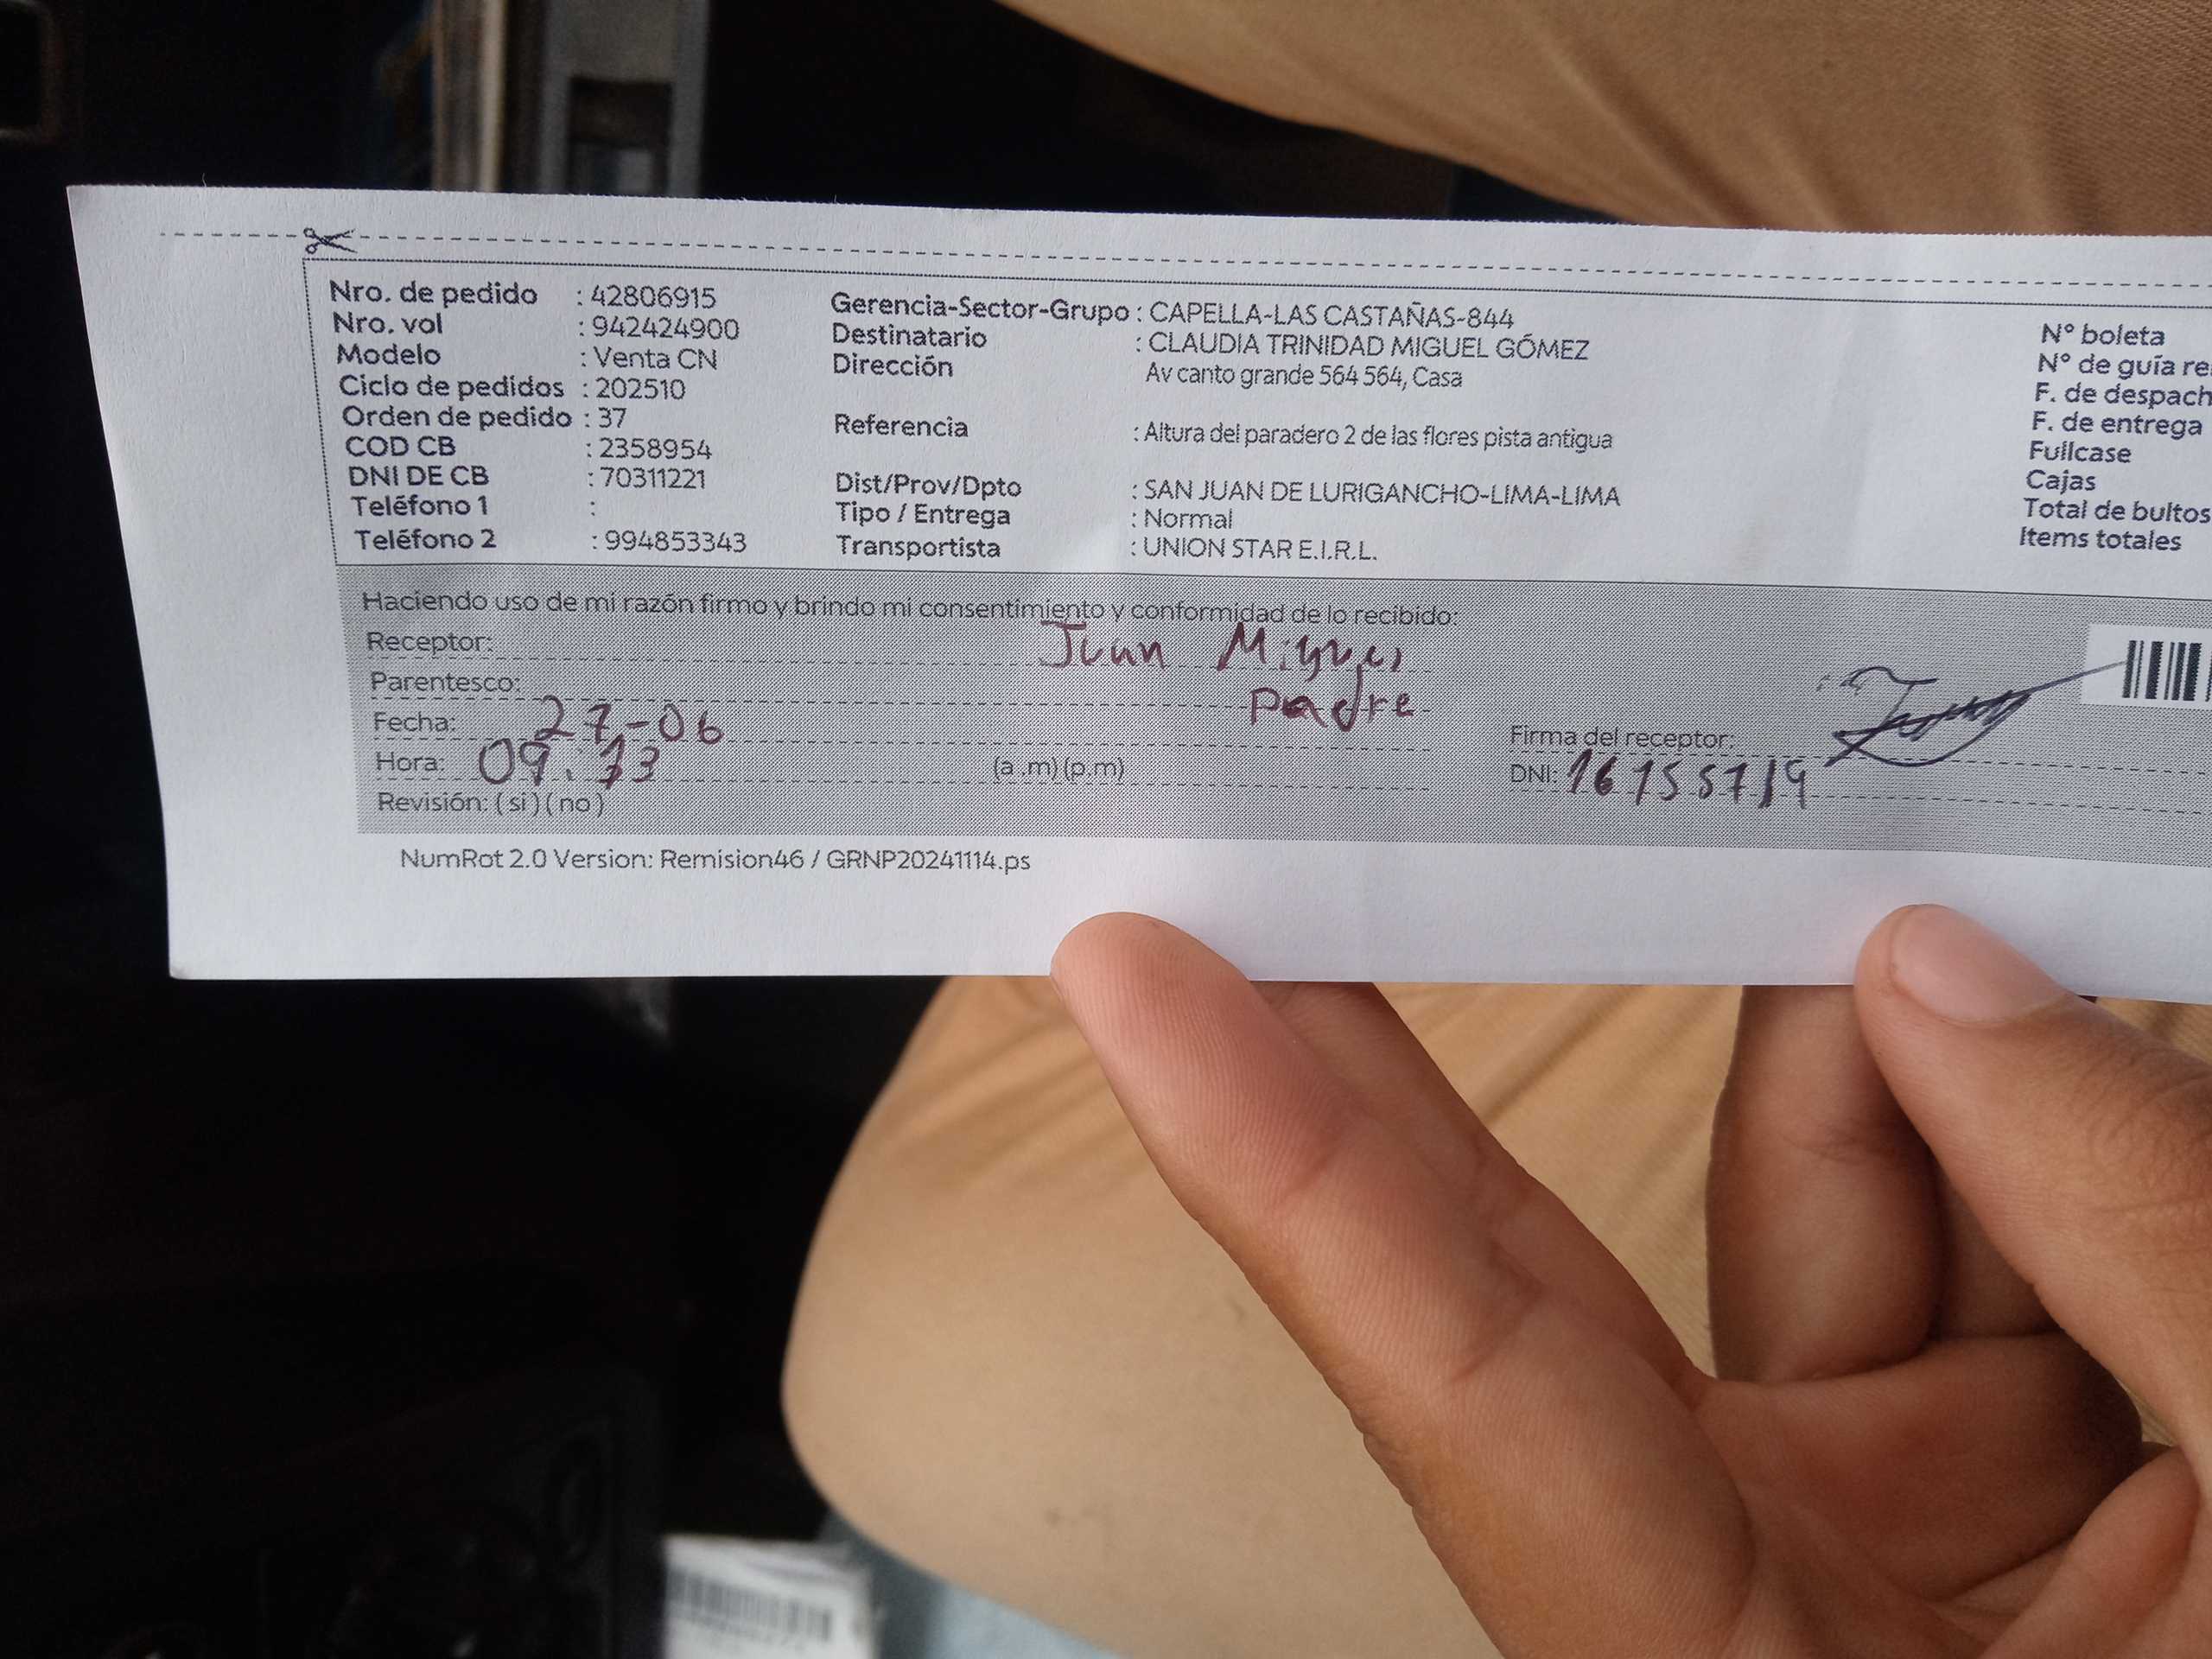 Nro. de pedido : 42806915
Nro. vol : 942424900
Modelo : Venta CN
Ciclo de pedidos : 202510
Orden de pedido : 37
COD CB : 2358954
DNI DE CB : 70311221
Teléfono 1 :
Teléfono 2 : 994853343
Gerencia-Sector-Grupo : CAPELLA-LAS CASTAÑAS-844
Destinatario : CLAUDIA TRINIDAD MIGUEL GÓMEZ
Dirección Av canto grande 564 564, Casa
Referencia : Altura del paradero 2 de las flores pista antigua
Dist/Prov/Dpto : SAN JUAN DE LURIGANCHO-LIMA-LIMA
Tipo / Entrega : Normal
Transportista : UNION STAR E.I.R.L.
N° boleta
N° de guía re
F. de despach
F. de entrega
Fullcase
Cajas
Total de bultos
Items totales
Haciendo uso de mi razón firmo y brindo mi consentimiento y conformidad de lo recibido:
Receptor: Juan Miguel
Parentesco: Padre
Fecha: 27-06
Hora: 09:13 (a.m)(p.m)
Revisión: (si)(no)
Firma del receptor:
DNI: 16155719
NumRot 2.0 Version: Remision46 / GRNP20241114.ps